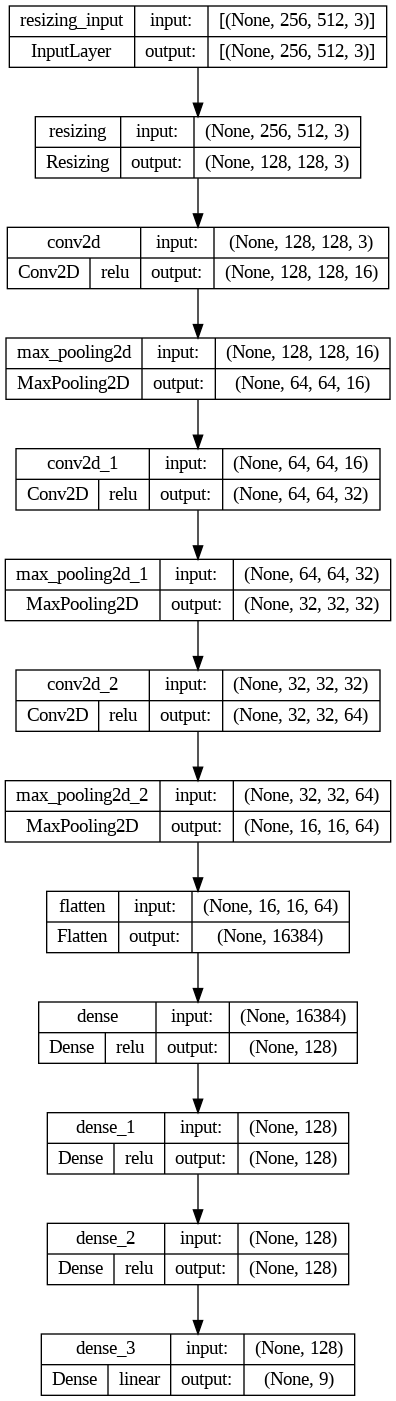 resizing_input input: [(None, 256, 512, 3)]
InputLayer output: [(None, 256, 512, 3)]
resizing input: (None, 256, 512, 3)
Resizing output: (None, 128, 128, 3)
conv2d input: (None, 128, 128, 3)
Conv2D relu output: (None, 128, 128, 16)
max_pooling2d input: (None, 128, 128, 16)
MaxPooling2D output: (None, 64, 64, 16)
conv2d_1 input: (None, 64, 64, 16)
Conv2D relu output: (None, 64, 64, 32)
max_pooling2d_1 input: (None, 64, 64, 32)
MaxPooling2D output: (None, 32, 32, 32)
conv2d_2 input: (None, 32, 32, 32)
Conv2D relu output: (None, 32, 32, 64)
max_pooling2d_2 input: (None, 32, 32, 64)
MaxPooling2D output: (None, 16, 16, 64)
flatten input: (None, 16, 16, 64)
Flatten output: (None, 16384)
dense input: (None, 16384)
Dense relu output: (None, 128)
dense_1 input: (None, 128)
Dense relu output: (None, 128)
dense_2 input: (None, 128)
Dense relu output: (None, 128)
dense_3 input: (None, 128)
Dense linear output: (None, 9)